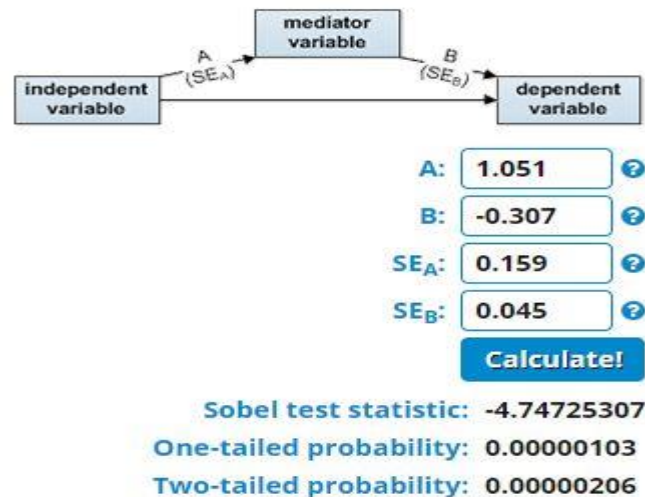 mediator
variable
A
(SEA)
B
(SEB)
independent
variable
dependent
variable
A: 1.051 ?
B: -0.307 ?
SEA: 0.159 ?
SEB: 0.045 ?
Calculate!
Sobel test statistic: -4.74725307
One-tailed probability: 0.00000103
Two-tailed probability: 0.00000206